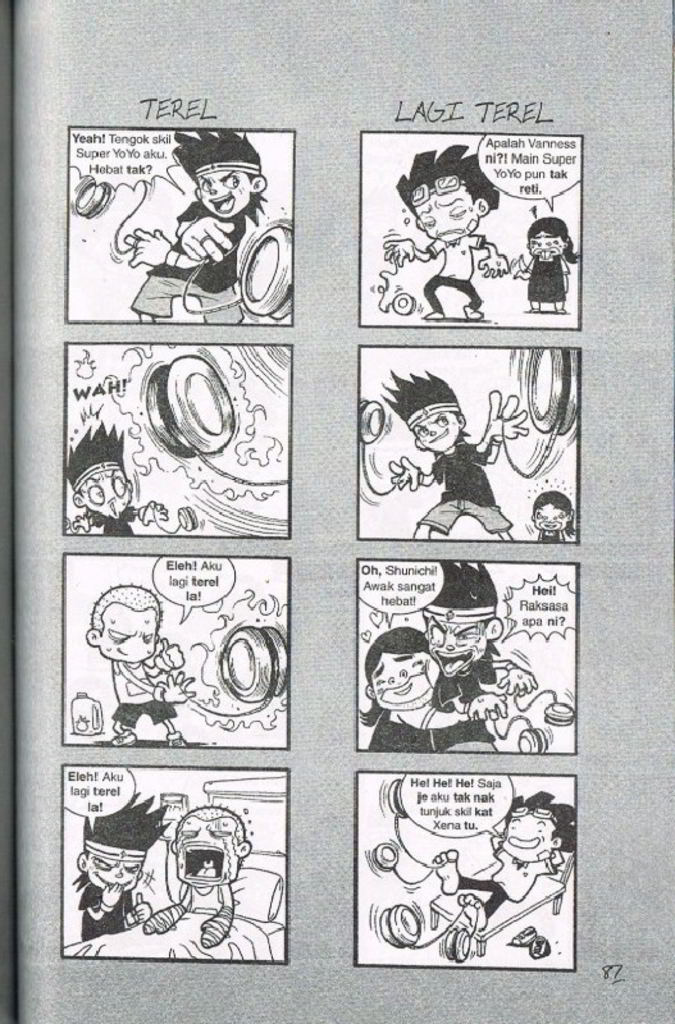 TEREL
Yeah! Tengok skil
Super YoYo aku.
Hebat tak?
WAH!
Eleh! Aku
lagi terel
la!
Eleh! Aku
lagi terel
la!
LAGI TEREL
Apalah Vanness
ni?! Main Super
YoYo pun tak
reti.
Oh, Shunichi!
Awak sangat
hebat!
Hei!
Raksasa
apa ni?
He! He! He! Saja
je aku tak nak
tunjuk skil kat
Xena tu.
87